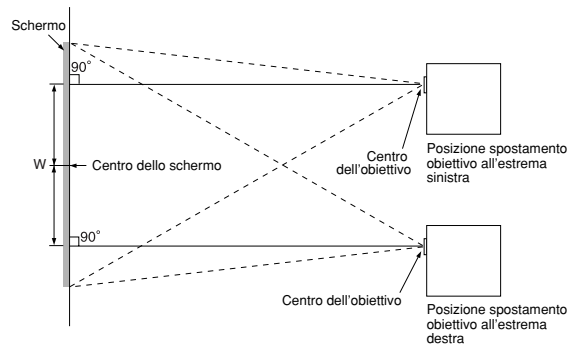 Schermo
90°
W
Centro dello schermo
Centro
dell'obiettivo
Posizione spostamento
obiettivo all'estrema
sinistra
90°
Centro dell'obiettivo
Posizione spostamento
obiettivo all'estrema
destra